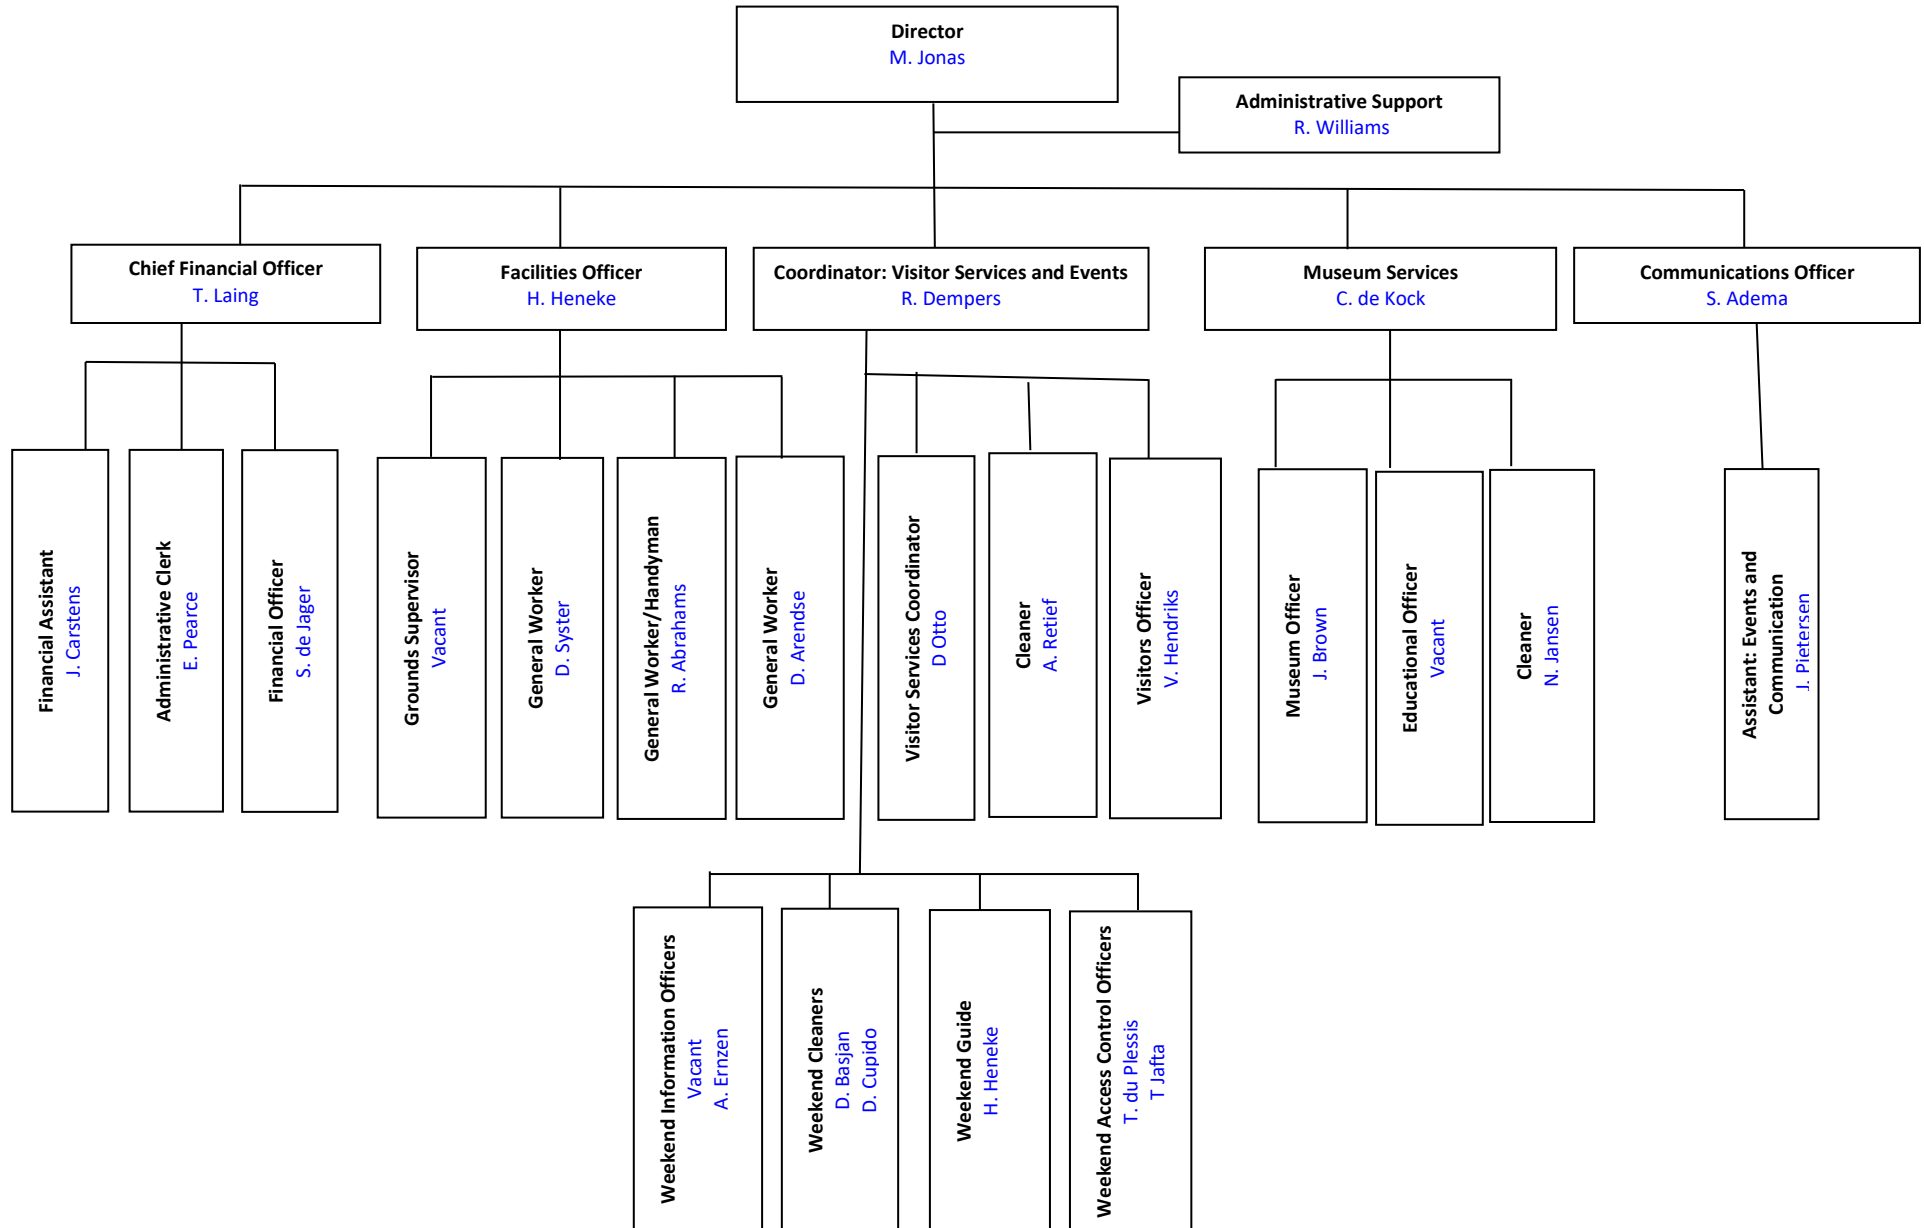 Director
M. Jonas
Administrative Support
R. Williams
Chief Financial Officer
T. Laing
Facilities Officer
H. Heneke
Coordinator: Visitor Services and Events
R. Dempers
Museum Services
C. de Kock
Communications Officer
S. Adema
Financial Assistant
J. Carstens
Administrative Clerk
E. Pearce
Financial Officer
S. de Jager
Grounds Supervisor
Vacant
General Worker
D. Syster
General Worker/Handyman
R. Abrahams
General Worker
D. Arendse
Visitor Services Coordinator
D Otto
Cleaner
A. Retief
Visitors Officer
V. Hendriks
Museum Officer
J. Brown
Educational Officer
Vacant
Cleaner
N. Jansen
Assistant: Events and
Communication
J. Pietersen
Weekend Information Officers
Vacant
A. Ernzen
Weekend Cleaners
D. Basjan
D. Cupido
Weekend Guide
H. Heneke
Weekend Access Control Officers
T. du Plessis
T Jafta